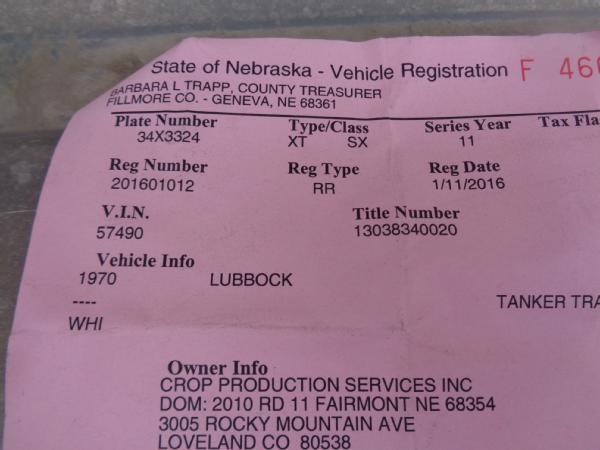 State of Nebraska - Vehicle Registration F
BARBARA L TRAPP, COUNTY TREASURER
FILLMORE CO. - GENEVA, NE 68361
Plate Number Type/Class Series Year Tax
34X3324 XT SX 11
Reg Number Reg Type Reg Date
201601012 RR 1/11/2016
V.I.N. Title Number
57490 13038340020
Vehicle Info
1970 LUBBOCK
---- TANKER
WHI
Owner Info
CROP PRODUCTION SERVICES INC
DOM: 2010 RD 11 FAIRMONT NE 68354
3005 ROCKY MOUNTAIN AVE
LOVELAND CO 80538